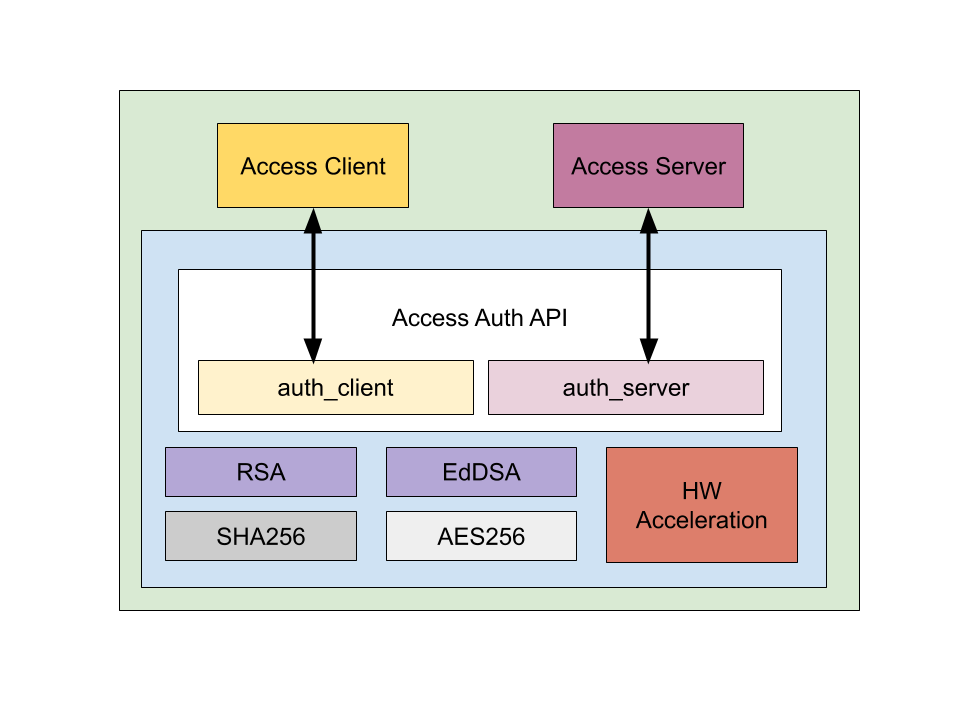 Access Client
Access Server
Access Auth API
auth_client
auth_server
RSA
EdDSA
HW
Acceleration
SHA256
AES256